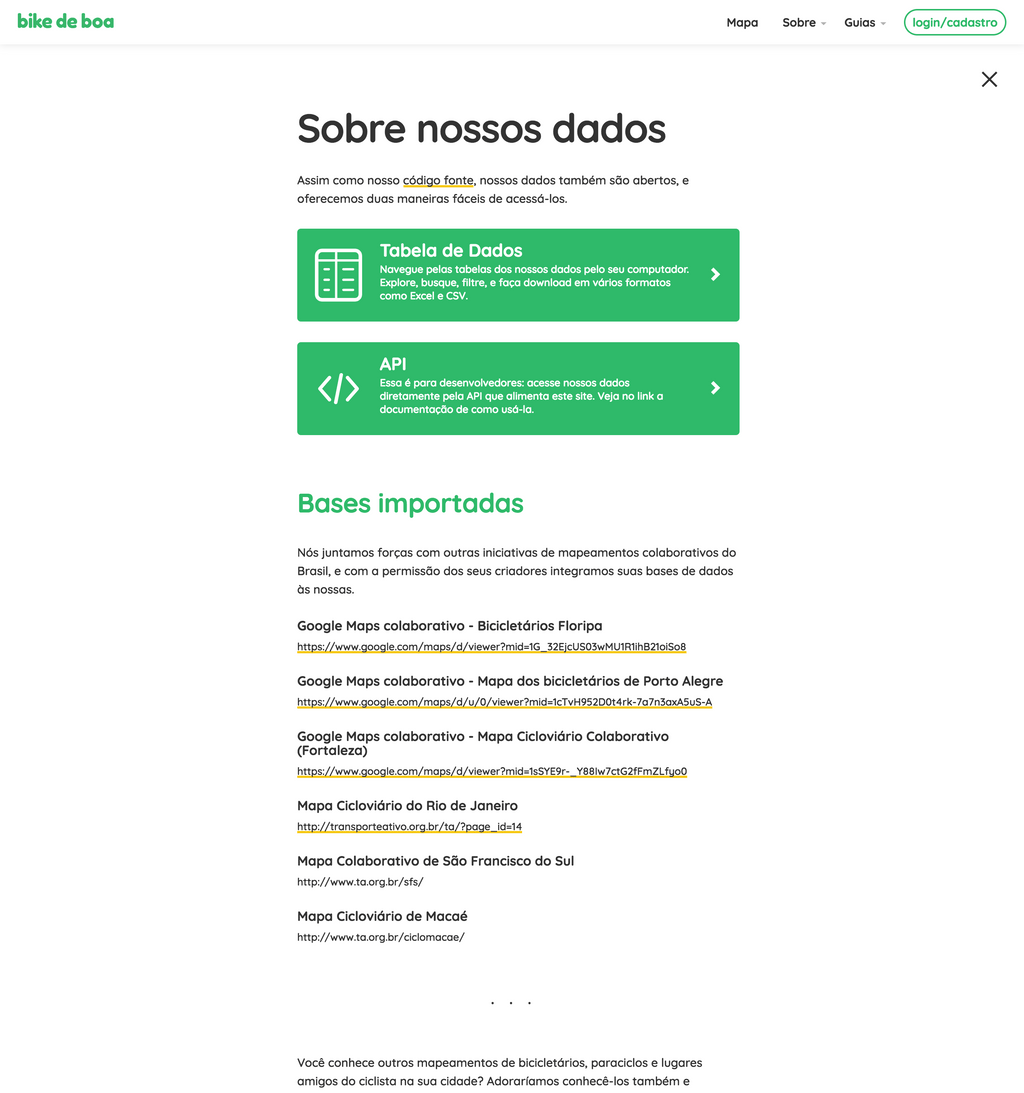 bike de boa
Mapa
Sobre
Guias
login/cadastro
Sobre nossos dados
Assim como nosso código fonte, nossos dados também são abertos, e
oferecemos duas maneiras fáceis de acessá-los.
Tabela de Dados
Navegue pelas tabelas dos nossos dados pelo seu computador.
Explore, busque, filtre, e faça download em vários formatos
como Excel e CSV.
API
Essa é para desenvolvedores: acesse nossos dados
diretamente pela API que alimenta este site. Veja no link a
documentação de como usá-la.
Bases importadas
Nós juntamos forças com outras iniciativas de mapeamentos colaborativos do
Brasil, e com a permissão dos seus criadores integramos suas bases de dados
às nossas.
Google Maps colaborativo - Bicicletários Floripa
https://www.google.com/maps/d/viewer?mid=1G_32EjcUS03wMU1R1ihB21oiSo8
Google Maps colaborativo - Mapa dos bicicletários de Porto Alegre
https://www.google.com/maps/d/u/0/viewer?mid=1cTvH952D0t4rk-7a7n3axA5uS-A
Google Maps colaborativo - Mapa Cicloviário Colaborativo
(Fortaleza)
https://www.google.com/maps/d/viewer?mid=1sSYE9r-_Y88Iw7ctG2fFmZLfyo0
Mapa Cicloviário do Rio de Janeiro
http://transporteativo.org.br/ta/?page_id=14
Mapa Colaborativo de São Francisco do Sul
http://www.ta.org.br/sfs/
Mapa Cicloviário de Macaé
http://www.ta.org.br/ciclomacae/
. . .
Você conhece outros mapeamentos de bicicletários, paraciclos e lugares
amigos do ciclista na sua cidade? Adoraríamos conhecê-los também e